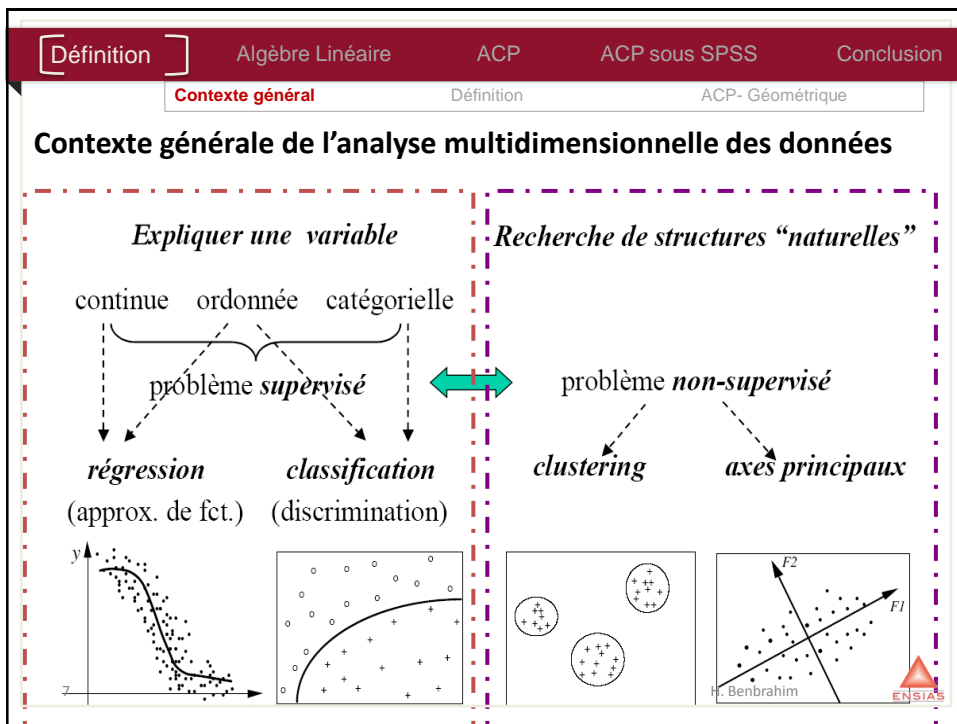 Définition Algèbre Linéaire ACP ACP sous SPSS Conclusion
Contexte général Définition ACP- Géométrique
Contexte générale de l'analyse multidimensionnelle des données
Expliquer une variable
continue ordonnée catégorielle
problème supervisé
régression classification
(approx. de fct.) (discrimination)
y
Recherche de structures “naturelles”
problème non-supervisé
clustering axes principaux
F2
F1
7
H. Benbrahim
ENSIAS